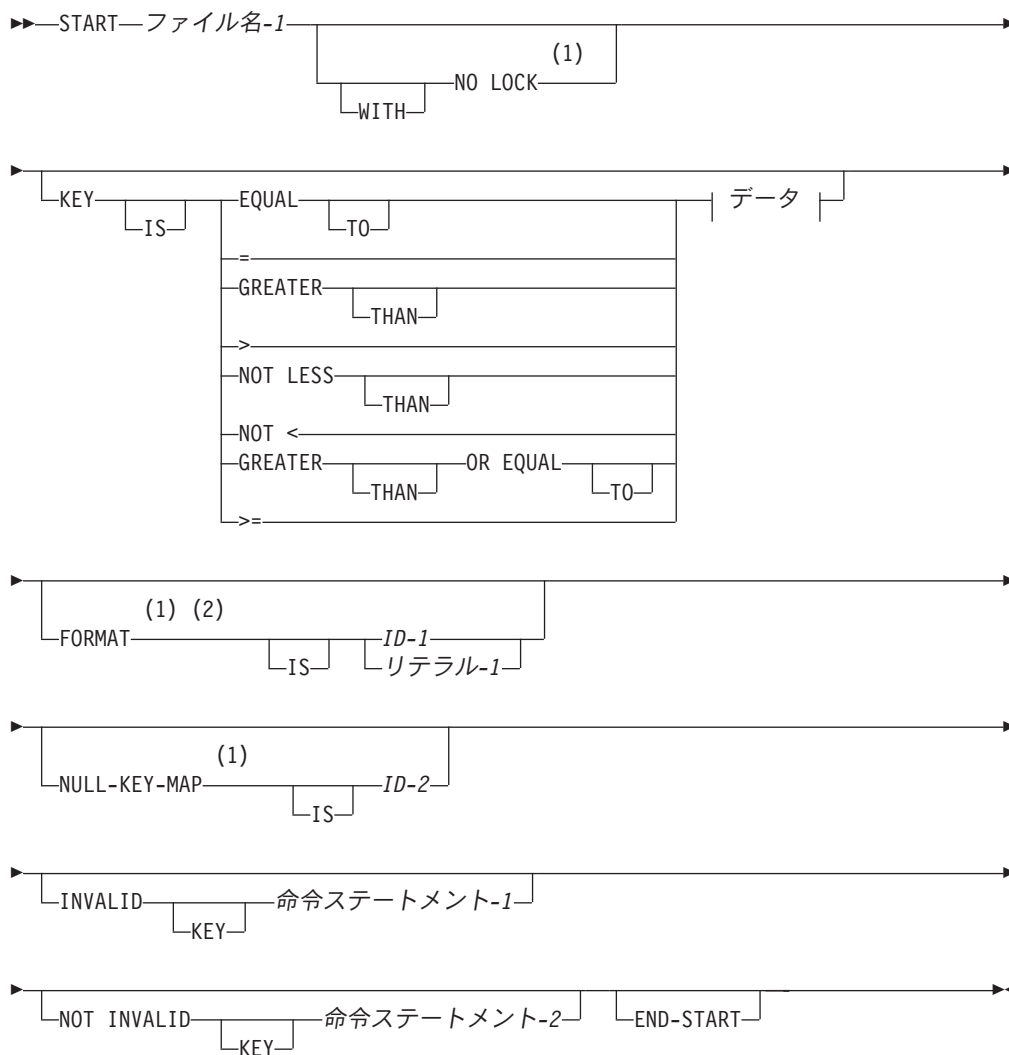 START ファイル名-1
(1)
NO LOCK
WITH
KEY EQUAL データ
IS TO
=
GREATER
THAN
>
NOT LESS
THAN
NOT <
GREATER OR EQUAL
THAN TO
>=
(1) (2)
FORMAT ID-1
IS リテラル-1
(1)
NULL-KEY-MAP ID-2
IS
INVALID 命令ステートメント-1
KEY
NOT INVALID 命令ステートメント-2 END-START
KEY